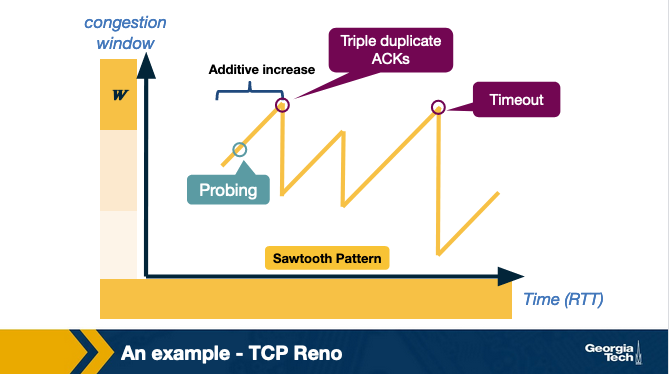 congestion
window
W
Additive increase
Triple duplicate
ACKs
Timeout
Probing
Sawtooth Pattern
Time (RTT)
An example - TCP Reno
Georgia
Tech